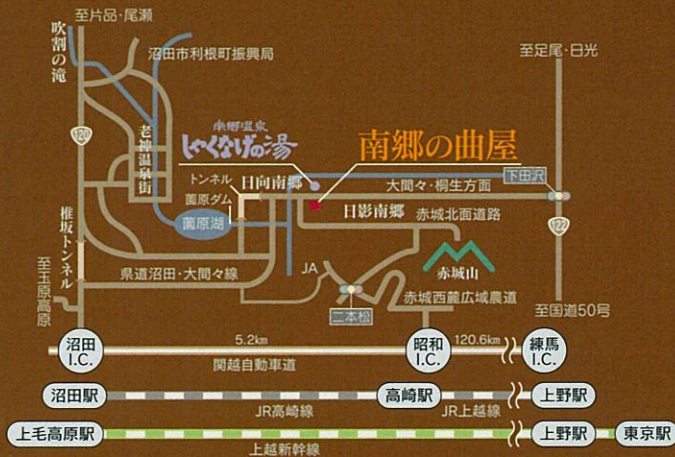 至片品・尾瀬
吹割の滝
沼田市利根町振興局
至足尾・日光
120
老神温泉街
南郷温泉
しゃくなげの湯
南郷の曲屋
トンネル
日向南郷
大間々・桐生方面
下田沢
薗原ダム
日影南郷
赤城北面道路
薗原湖
122
椎坂トンネル
赤城山
至玉原高原
県道沼田・大間々線
JA
赤城西麓広域農道
二本松
至国道50号
沼田
I.C.
5.2km
昭和
I.C.
120.6km
練馬
I.C.
関越自動車道
沼田駅
高崎駅
上野駅
JR高崎線
JR上越線
上毛高原駅
上野駅
東京駅
上越新幹線